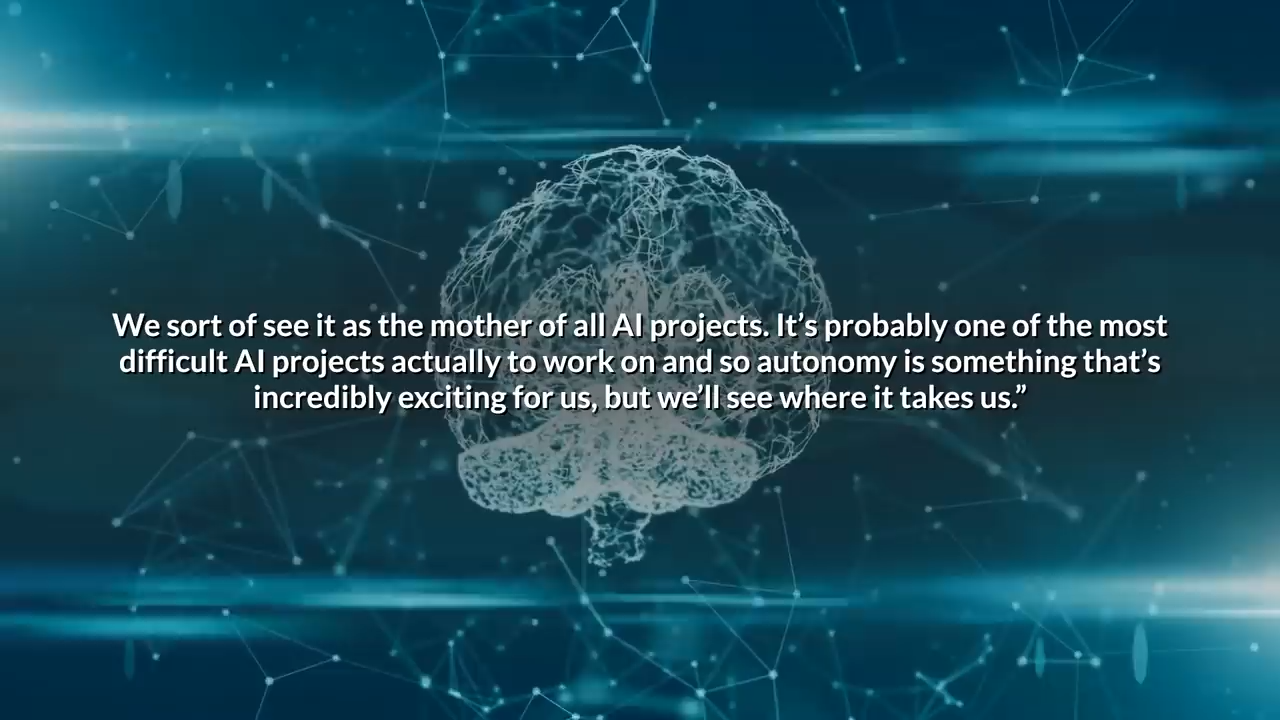 We sort of see it as the mother of all AI projects. It’s probably one of the most
difficult AI projects actually to work on and so autonomy is something that’s
incredibly exciting for us, but we’ll see where it takes us.”